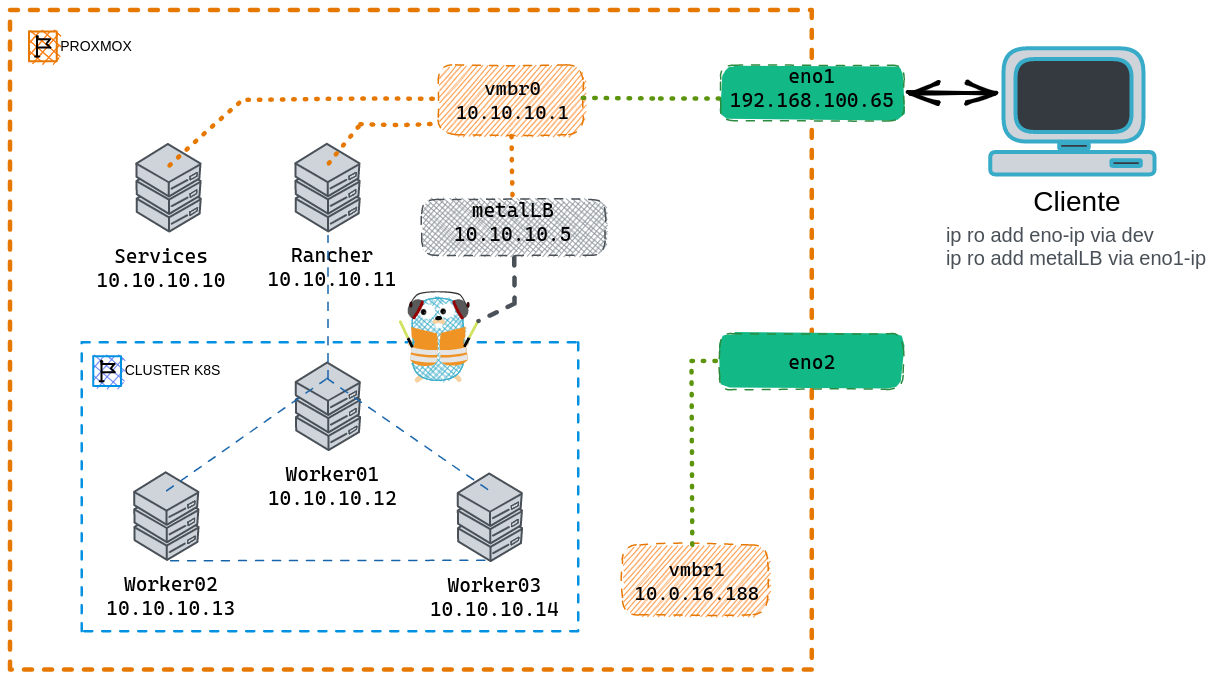 PROXMOX
vmbr0
10.10.10.1
eno1
192.168.100.65
metalLB
10.10.10.5
Services
10.10.10.10
Rancher
10.10.10.11
Cliente
ip ro add eno-ip via dev
ip ro add metalLB via eno1-ip
CLUSTER K8S
eno2
Worker01
10.10.10.12
Worker02
10.10.10.13
Worker03
10.10.10.14
vmbr1
10.0.16.188